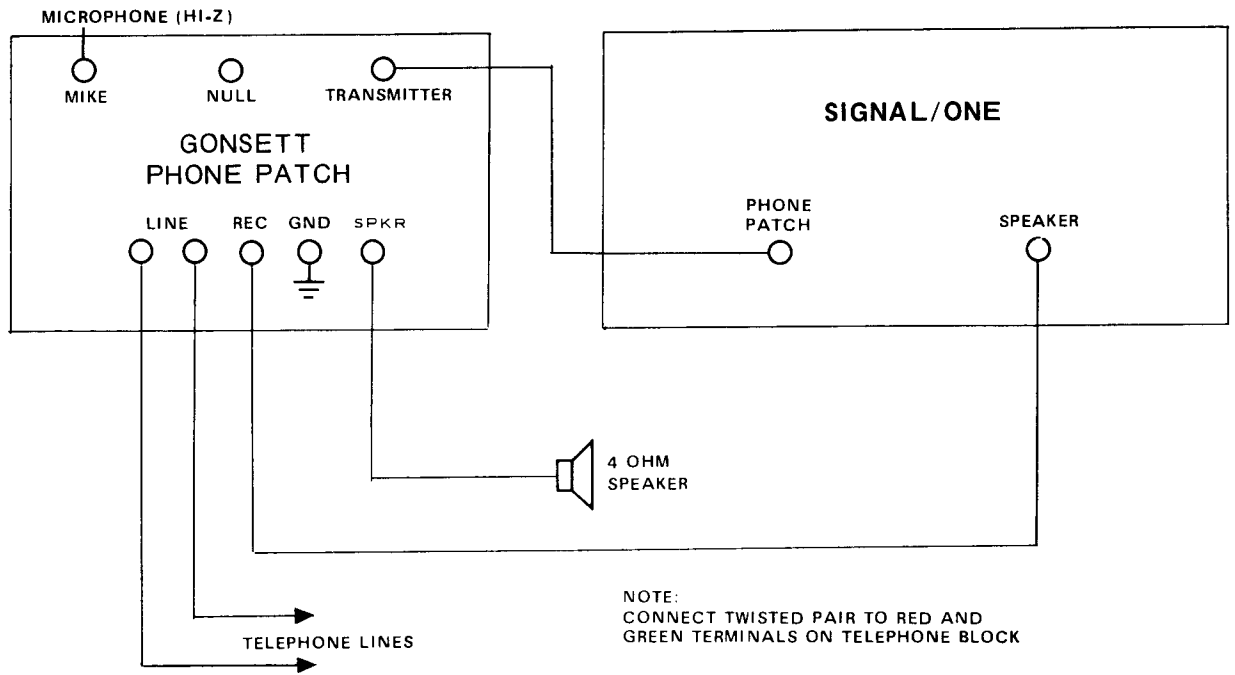 MICROPHONE (HI-Z)
MIKE
NULL
TRANSMITTER
GONSETT
PHONE PATCH
LINE
REC
GND
SPKR
SIGNAL/ONE
PHONE
PATCH
SPEAKER
4 OHM
SPEAKER
TELEPHONE LINES
NOTE:
CONNECT TWISTED PAIR TO RED AND
GREEN TERMINALS ON TELEPHONE BLOCK